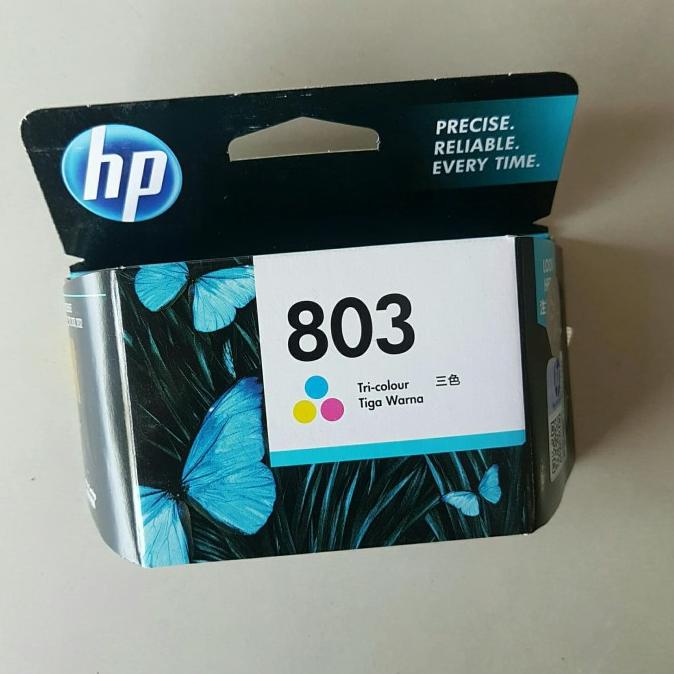 hp
PRECISE.
RELIABLE.
EVERY TIME.
803
Tri-colour 三色
Tiga Warna